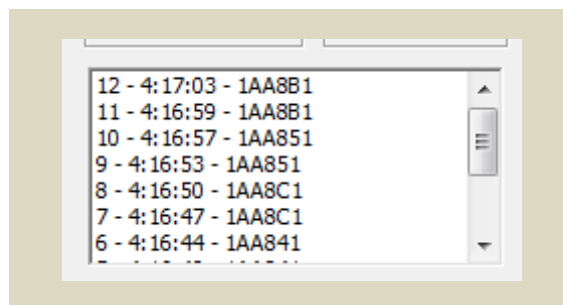 12 - 4:17:03 - 1AA8B1
11 - 4:16:59 - 1AA8B1
10 - 4:16:57 - 1AA851
9 - 4:16:53 - 1AA851
8 - 4:16:50 - 1AA8C1
7 - 4:16:47 - 1AA8C1
6 - 4:16:44 - 1AA841